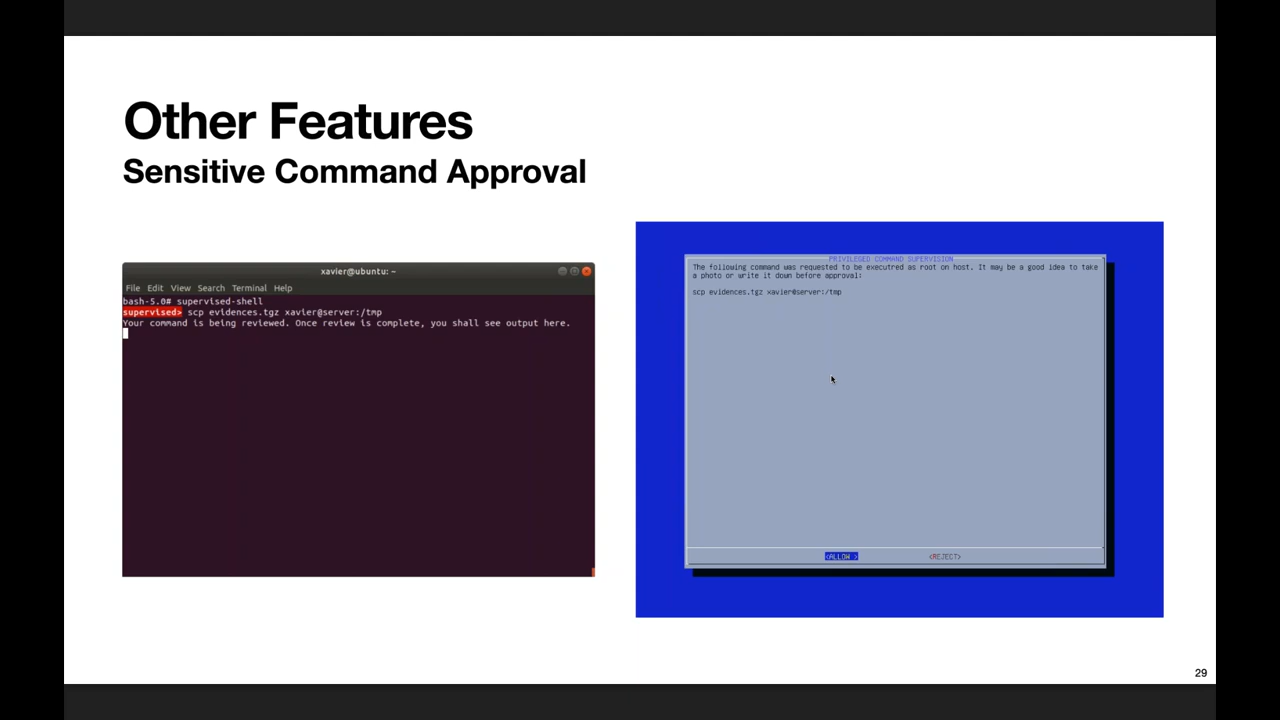 Other Features
Sensitive Command Approval
xavier@ubuntu: ~
File Edit View Search Terminal Help
bash-5.0# supervised-shell
supervised> scp evidences.tgz xavier@server:/tmp
Your command is being reviewed. Once review is complete, you shall see output here.
PRIVILEGED COMMAND SUPERVISION
The following command was requested to be executred as root on host. It may be a good idea to take
a photo or write it down before approval:
scp evidences.tgz xavier@server:/tmp
<ALLOW > <REJECT>
29